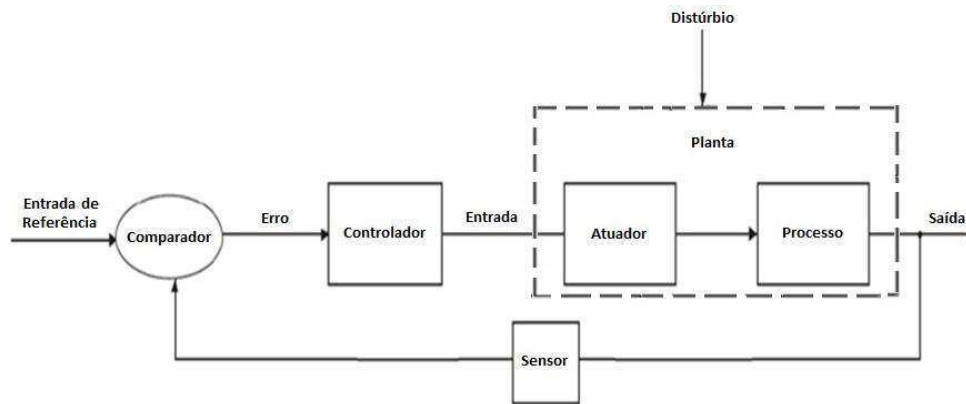 Distúrbio
Planta
Entrada de
Referência
Comparador
Erro
Controlador
Entrada
Atuador
Processo
Saída
Sensor